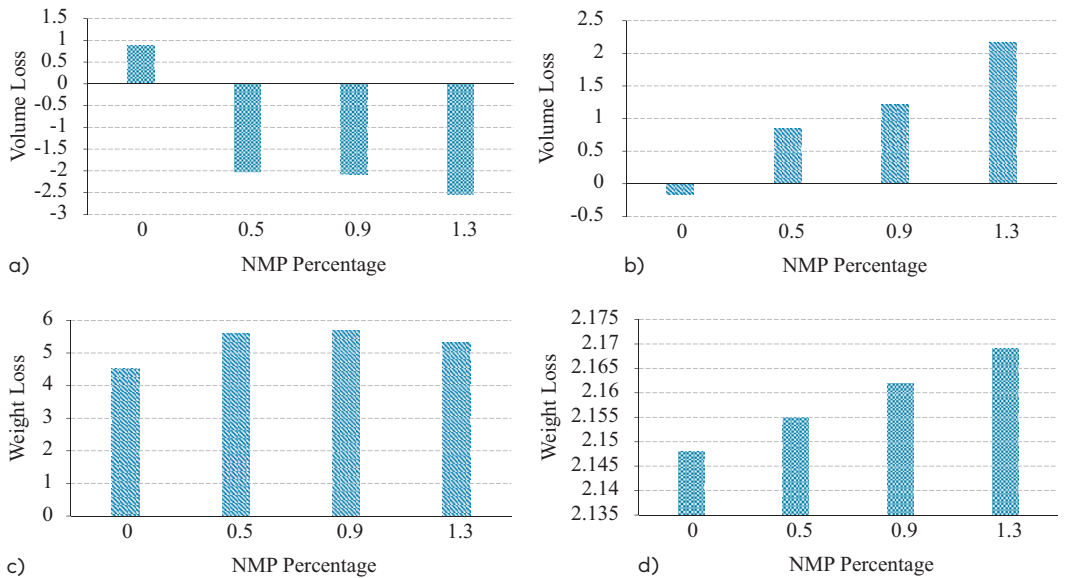 1.5
1
0.5
0
-0.5
-1
-1.5
-2
-2.5
-3
Volume Loss
0 0.5 0.9 1.3
NMP Percentage
a)
2.5
2
1.5
1
0.5
0
-0.5
Volume Loss
0 0.5 0.9 1.3
NMP Percentage
b)
6
5
4
3
2
1
0
Weight Loss
0 0.5 0.9 1.3
NMP Percentage
c)
2.175
2.17
2.165
2.16
2.155
2.15
2.145
2.14
2.135
Weight Loss
0 0.5 0.9 1.3
NMP Percentage
d)